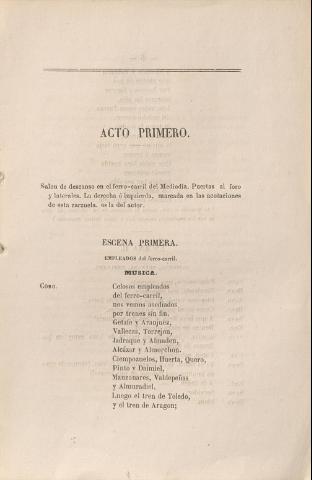 ACTO PRIMERO.
Salon de descanso en el ferro-carril del Mediodia. Puertas al foro
y laterales. La derecha ó izquierda, marcada en las acotaciones
de esta zarzuela, es la del actor.
ESCENA PRIMERA.
EMPLEADOS del ferro-carril.
MUSICA.
CORO. Celosos empleados
del ferro-carril,
nos vemos asediados
por trenes sin fin.
Getafe y Aranjuez,
Vallecas, Torrejon,
Jadraque y Almaden,
Alcázar y Almorchon.
Ciempozuelos, Huerta, Quero,
Pinto y Daimiel,
Manzanares, Valdepeñas
y Almuradiel,
Luego el tren de Toledo,
y el tren de Aragon;